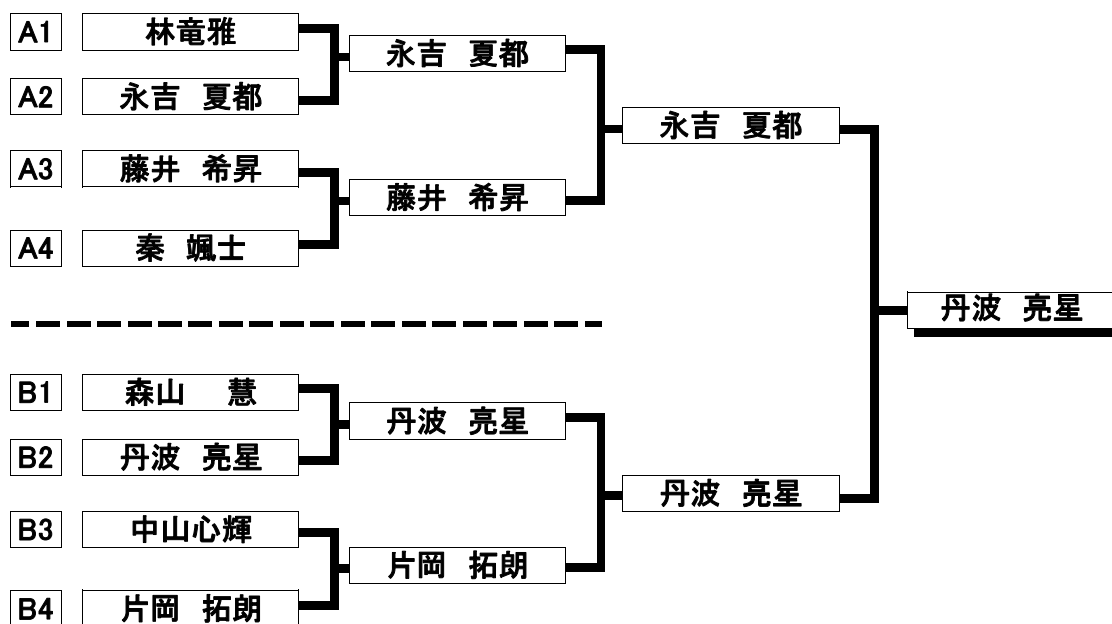 A1 林竜雅
永吉 夏都
A2 永吉 夏都
永吉 夏都
A3 藤井 希昇
藤井 希昇
A4 秦 颯士
丹波 亮星
B1 森山 慧
丹波 亮星
B2 丹波 亮星
丹波 亮星
B3 中山心輝
片岡 拓朗
B4 片岡 拓朗